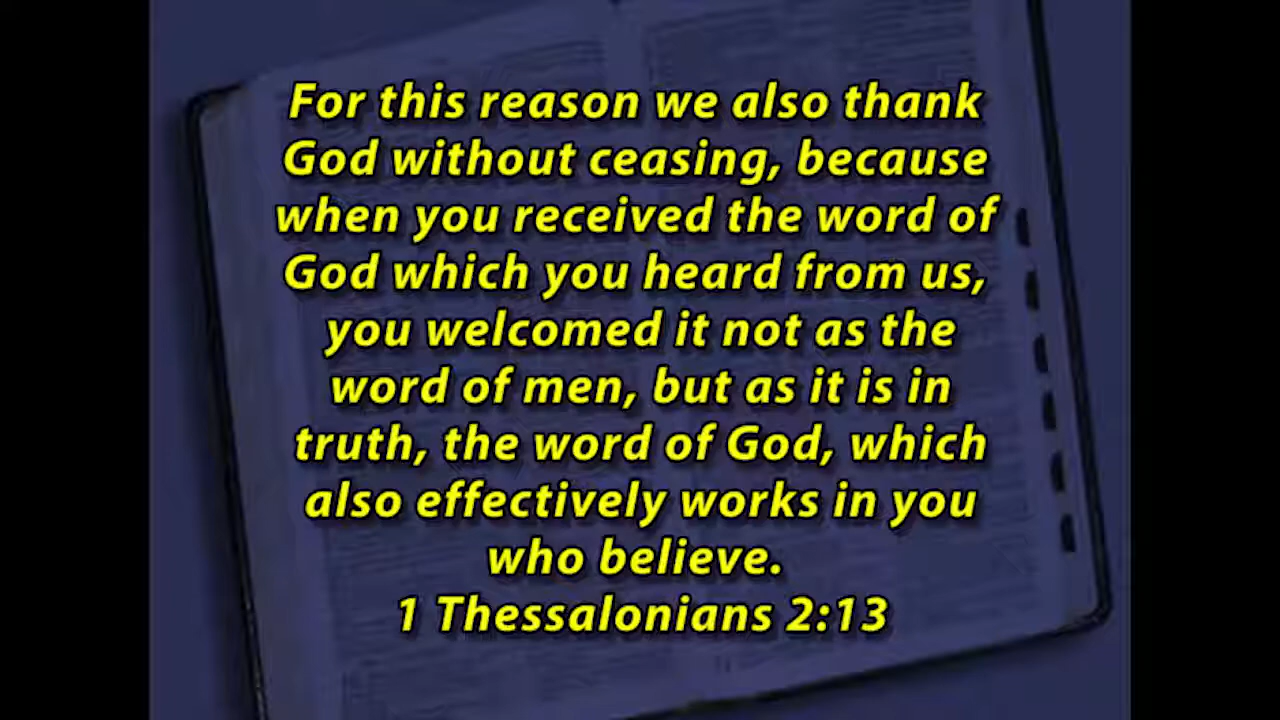 For this reason we also thank
God without ceasing, because
when you received the word of
God which you heard from us,
you welcomed it not as the
word of men, but as it is in
truth, the word of God, which
also effectively works in you
who believe.
1 Thessalonians 2:13